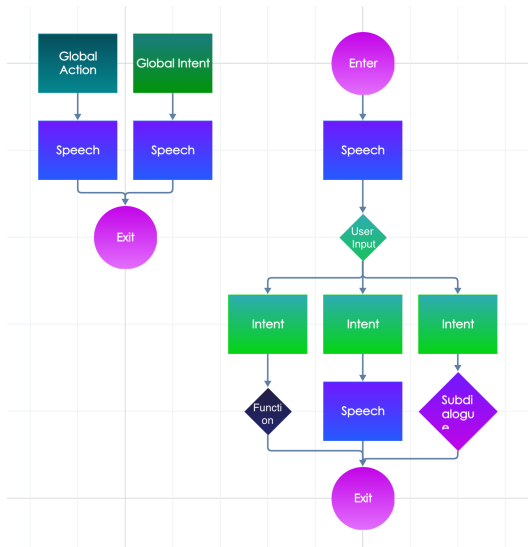 Global
Action
Global Intent
Speech
Speech
Exit
Enter
Speech
User
Input
Intent
Intent
Intent
Functi
on
Speech
Subdi
alogu
e
Exit